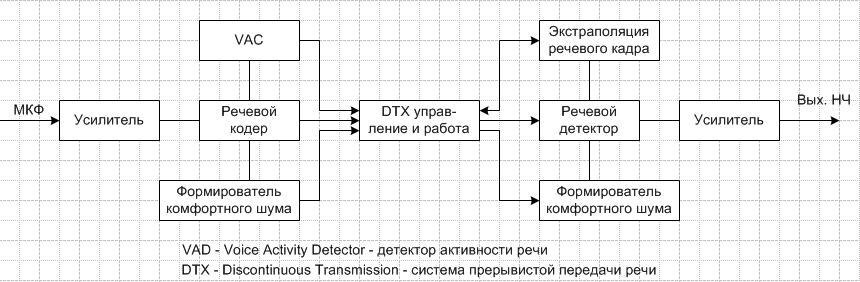 VAC
Экстраполяция
речевого кадра
МКФ
Усилитель
Речевой
кодер
DTX управ-
ление и работа
Речевой
детектор
Усилитель
Вых. НЧ
Формирователь
комфортного шума
Формирователь
комфортного шума
VAD - Voice Activity Detector - детектор активности речи
DTX - Discontinuous Transmission - система прерывистой передачи речи